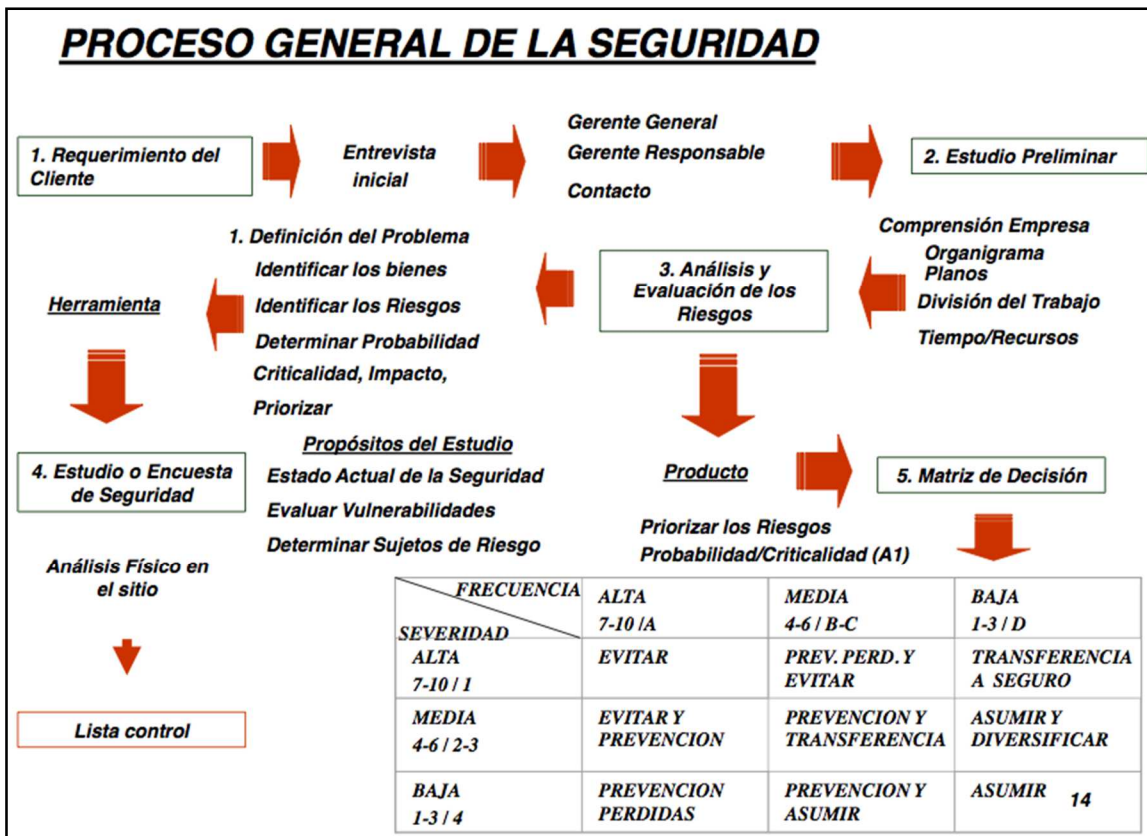 PROCESO GENERAL DE LA SEGURIDAD
1. Requerimiento del
Cliente
Entrevista
inicial
Gerente General
Gerente Responsable
Contacto
2. Estudio Preliminar
Comprensión Empresa
Organigrama
Planos
División del Trabajo
Tiempo/Recursos
3. Análisis y
Evaluación de los
Riesgos
1. Definición del Problema
Identificar los bienes
Identificar los Riesgos
Determinar Probabilidad
Criticalidad, Impacto,
Priorizar
Herramienta
4. Estudio o Encuesta
de Seguridad
Propósitos del Estudio
Estado Actual de la Seguridad
Evaluar Vulnerabilidades
Determinar Sujetos de Riesgo
Análisis Físico en
el sitio
Lista control
Producto
Priorizar los Riesgos
Probabilidad/Criticalidad (A1)
5. Matriz de Decisión
FRECUENCIA
SEVERIDAD
ALTA
7-10 /A
MEDIA
4-6 / B-C
BAJA
1-3 / D
ALTA
7-10 / 1
EVITAR
PREV. PERD. Y
EVITAR
TRANSFERENCIA
A SEGURO
MEDIA
4-6 / 2-3
EVITAR Y
PREVENCION
PREVENCION Y
TRANSFERENCIA
ASUMIR Y
DIVERSIFICAR
BAJA
1-3 / 4
PREVENCION
PERDIDAS
PREVENCION Y
ASUMIR
ASUMIR
14